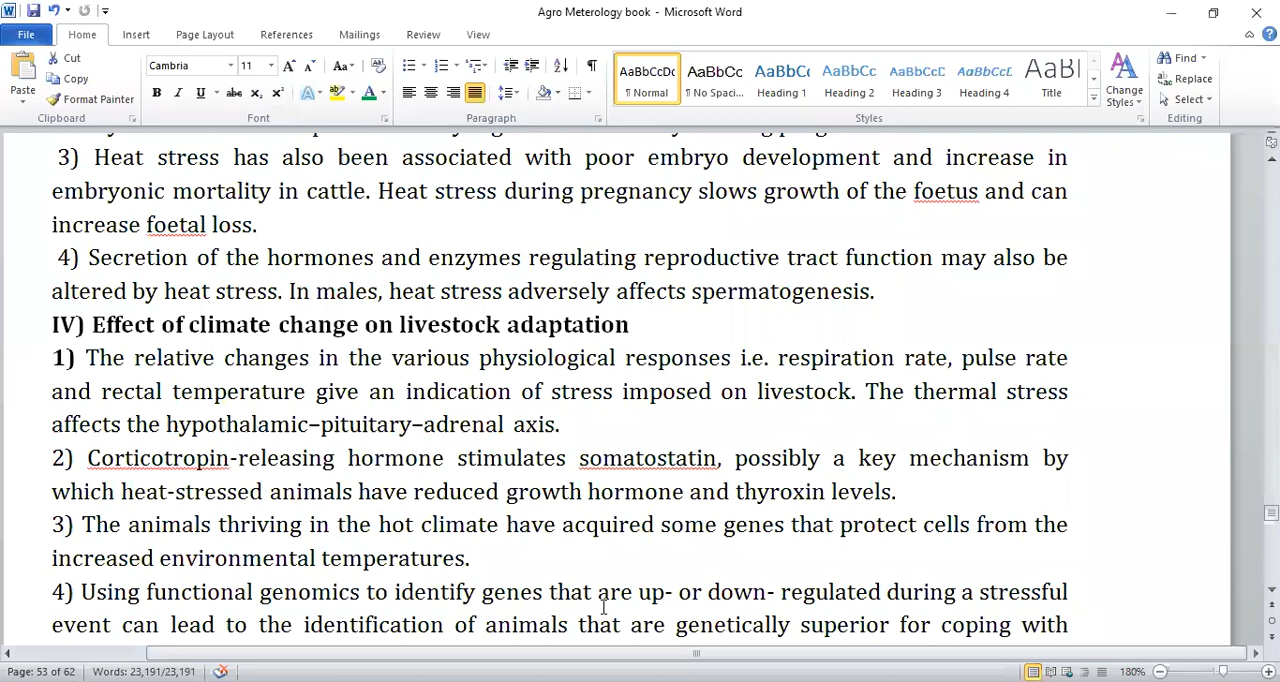 Agro Meterology book - Microsoft Word
File Home Insert Page Layout References Mailings Review View
Paste
Cut
Copy
Format Painter
Clipboard
Cambria 11
Font
Paragraph
AaBbCcDc AaBbCc AaBbCc AaBbCc AaBbCcD AaBbCcD AaBl
¶ Normal ¶ No Spaci... Heading 1 Heading 2 Heading 3 Heading 4 Title
Styles
Change Styles
Find
Replace
Select
Editing
3) Heat stress has also been associated with poor embryo development and increase in
embryonic mortality in cattle. Heat stress during pregnancy slows growth of the foetus and can
increase foetal loss.
4) Secretion of the hormones and enzymes regulating reproductive tract function may also be
altered by heat stress. In males, heat stress adversely affects spermatogenesis.
IV) Effect of climate change on livestock adaptation
1) The relative changes in the various physiological responses i.e. respiration rate, pulse rate
and rectal temperature give an indication of stress imposed on livestock. The thermal stress
affects the hypothalamic–pituitary–adrenal axis.
2) Corticotropin-releasing hormone stimulates somatostatin, possibly a key mechanism by
which heat-stressed animals have reduced growth hormone and thyroxin levels.
3) The animals thriving in the hot climate have acquired some genes that protect cells from the
increased environmental temperatures.
4) Using functional genomics to identify genes that are up- or down- regulated during a stressful
event can lead to the identification of animals that are genetically superior for coping with
Page: 53 of 62 Words: 23,191/23,191 180%